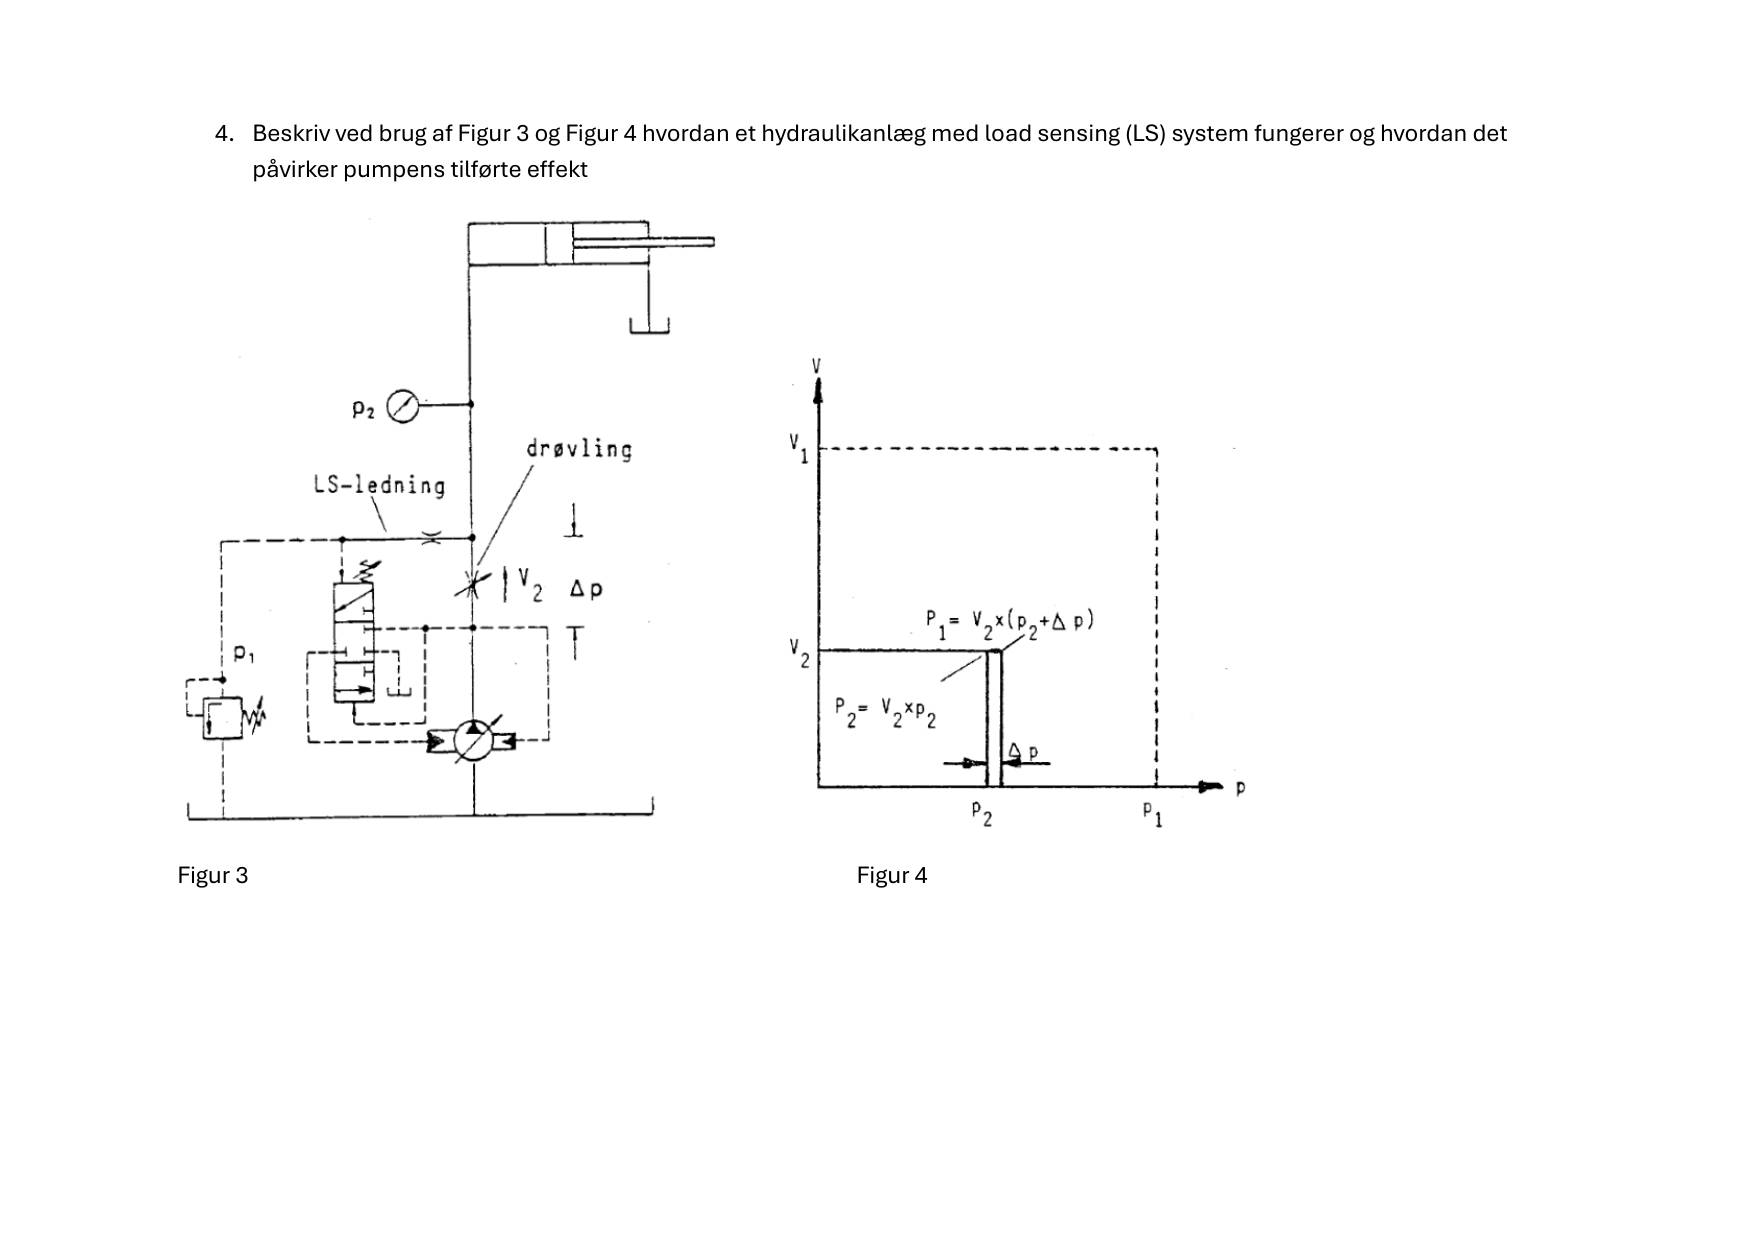 4. Beskriv ved brug af Figur 3 og Figur 4 hvordan et hydraulikanlæg med load sensing (LS) system fungerer og hvordan det
påvirker pumpens tilførte effekt
p2
drøvling
LS-ledning
V2 Δp
p1
V
V1
P1= V2x(p2+Δ p)
V2
P2= V2xp2
Δ p
p
P2
P1
Figur 3
Figur 4